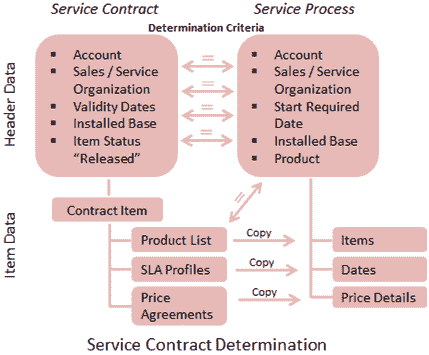 Service Contract
Service Process
Determination Criteria
Header Data
▪ Account
▪ Sales / Service
Organization
▪ Validity Dates
▪ Installed Base
▪ Item Status
“Released”
=
=
=
=
▪ Account
▪ Sales / Service
Organization
▪ Start Required
Date
▪ Installed Base
▪ Product
Item Data
Contract Item
=
Product List
Copy
Items
SLA Profiles
Copy
Dates
Price
Agreements
Copy
Price Details
Service Contract Determination